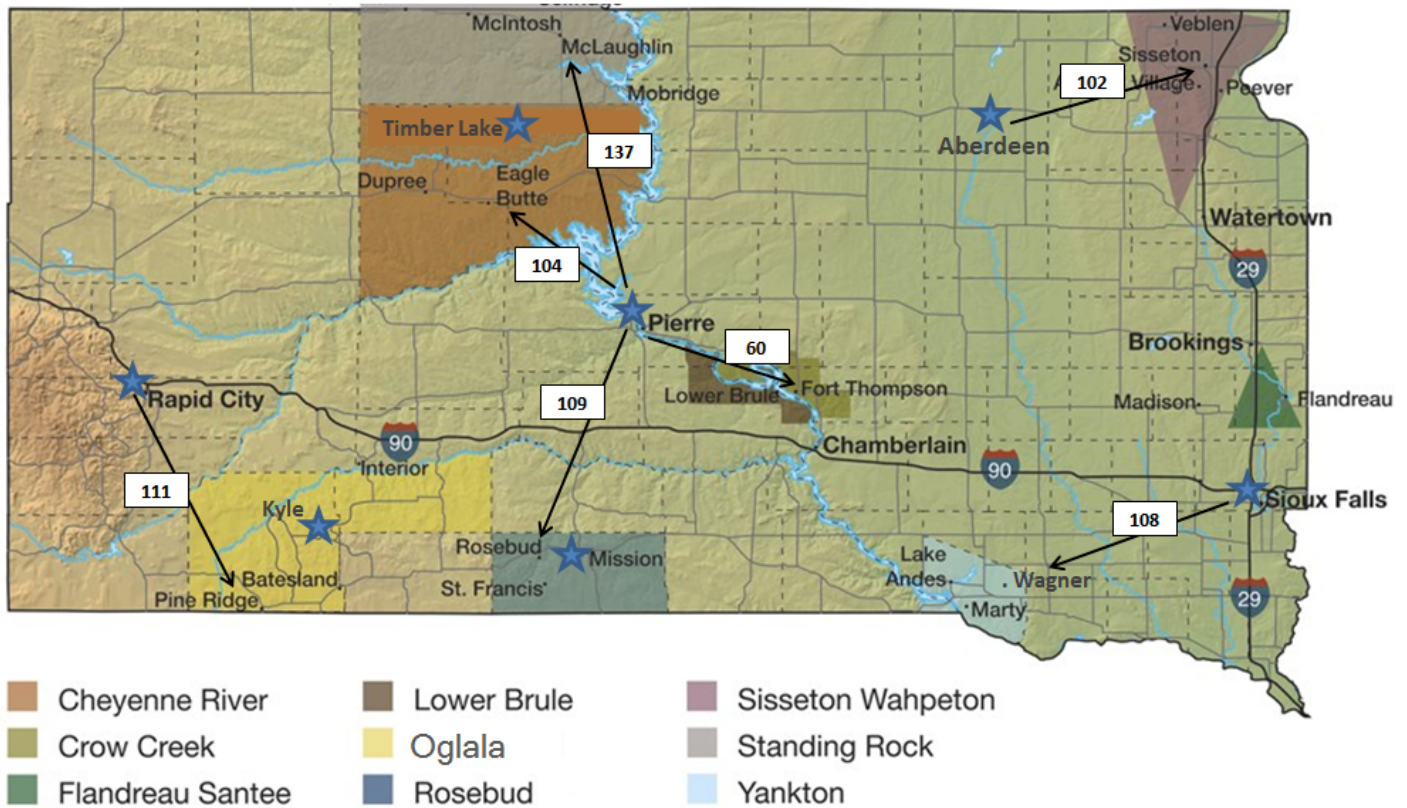 McIntosh
Veblen
McLaughlin
Sisseton
Village
Peever
Mobridge
102
Timber Lake
Aberdeen
137
Dupree
Eagle
Butte
Watertown
104
29
Pierre
60
Brookings
Rapid City
109
Lower Brule
Fort Thompson
Madison
Flandreau
90
Chamberlain
Interior
90
111
Kyle
Sioux Falls
108
Rosebud
Mission
Lake
Andes
Wagner
Batesland
St. Francis
Pine Ridge
Marty
29
Cheyenne River
Lower Brule
Sisseton Wahpeton
Crow Creek
Oglala
Standing Rock
Flandreau Santee
Rosebud
Yankton